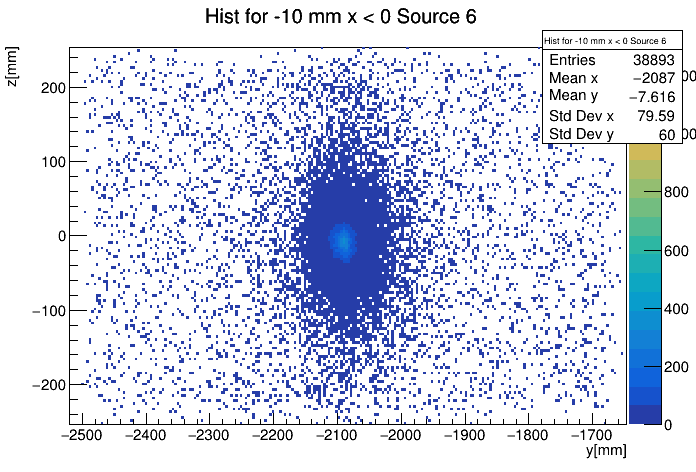 Hist for -10 mm x < 0 Source 6
Hist for -10 mm x < 0 Source 6
Entries 38893
Mean x −2087
Mean y −7.616
Std Dev x 79.59
Std Dev y 60
z[mm]
200
100
0
−100
−200
−2500 −2400 −2300 −2200 −2100 −2000 −1900 −1800 −1700
y[mm]
800
600
400
200
0